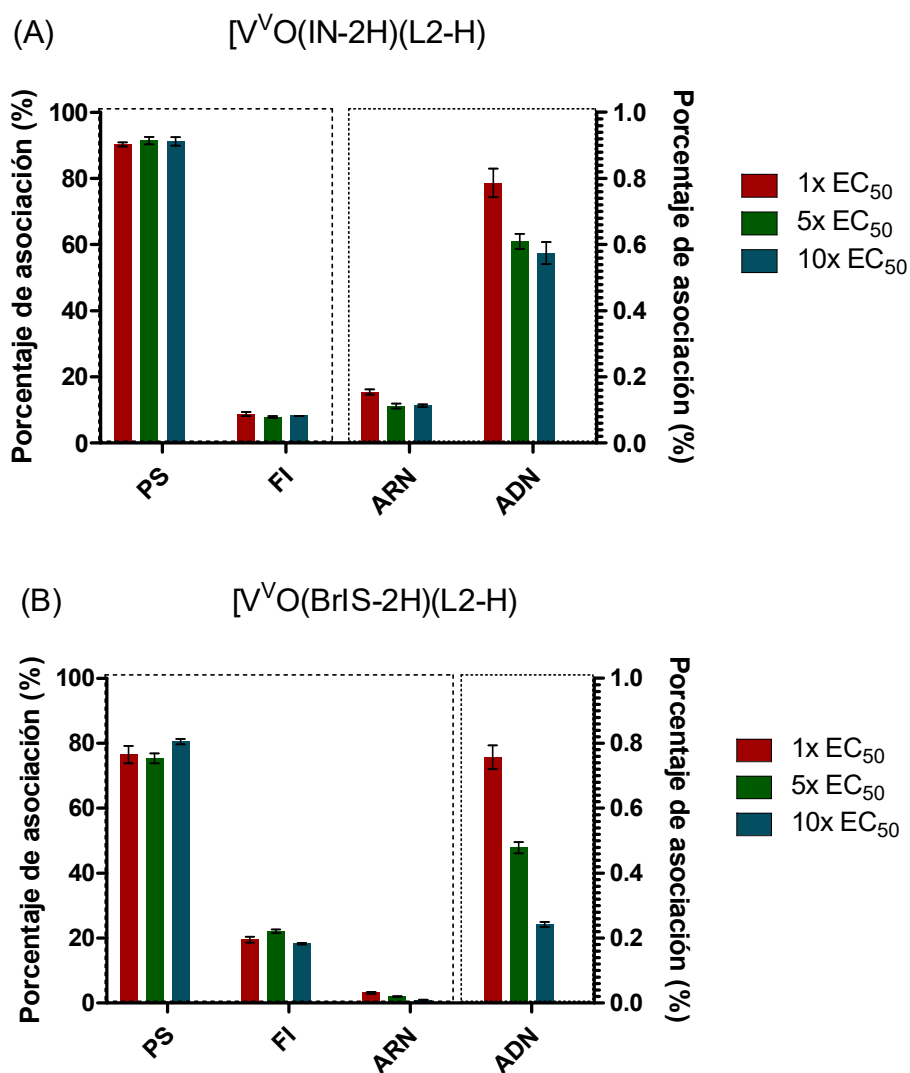 (A)
[VⱽO(IN-2H)(L2-H)
Porcentaje de asociación (%)
100
80
60
40
20
0
1.0
0.8
0.6
0.4
0.2
0.0
Porcentaje de asociación (%)
PS
FI
ARN
ADN
1x EC₅₀
5x EC₅₀
10x EC₅₀
(B)
[VⱽO(BrIS-2H)(L2-H)
Porcentaje de asociación (%)
100
80
60
40
20
0
1.0
0.8
0.6
0.4
0.2
0.0
Porcentaje de asociación (%)
PS
FI
ARN
ADN
1x EC₅₀
5x EC₅₀
10x EC₅₀